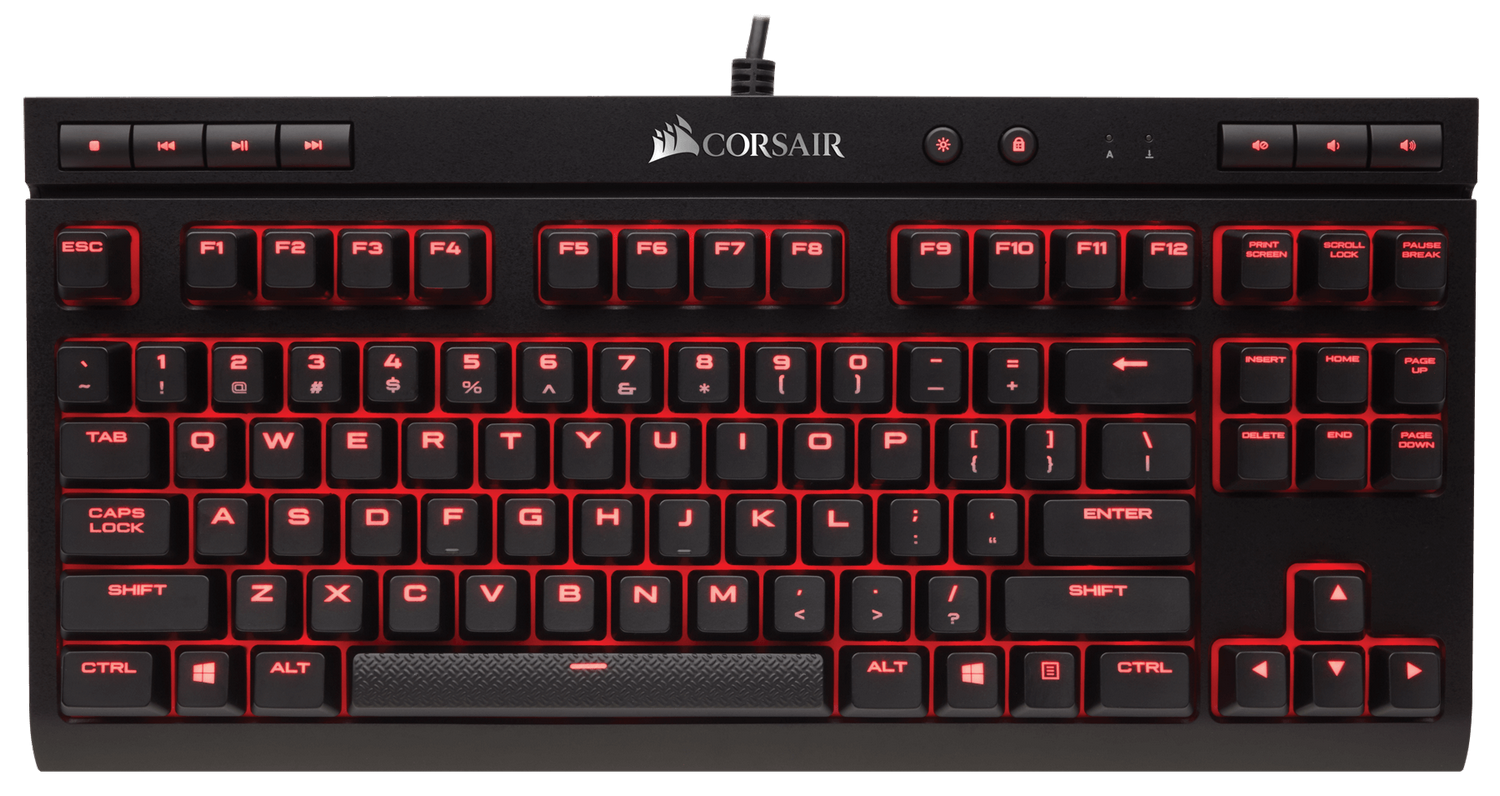 CORSAIR
A
ESC F1 F2 F3 F4 F5 F6 F7 F8 F9 F10 F11 F12 PRINT SCREEN SCROLL LOCK PAUSE BREAK
` 1 2 3 4 5 6 7 8 9 0 - = INSERT HOME PAGE UP
~ ! @ # $ % ^ & * ( ) _ +
TAB Q W E R T Y U I O P [ ] \ DELETE END PAGE DOWN
{ } |
CAPS LOCK A S D F G H J K L ; ‘ ENTER
: “
SHIFT Z X C V B N M , . / SHIFT
< > ?
CTRL ALT ALT CTRL